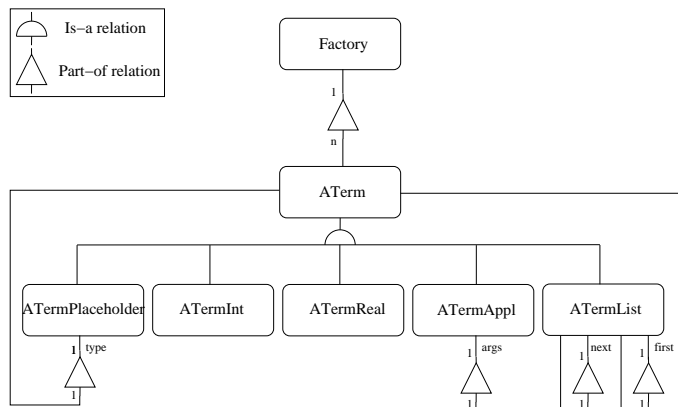 Is−a relation
Part−of relation
Factory
1
n
ATerm
ATermPlaceholder
ATermInt
ATermReal
ATermAppl
ATermList
1
type
1
1
args
1
1
next
1
1
first
1